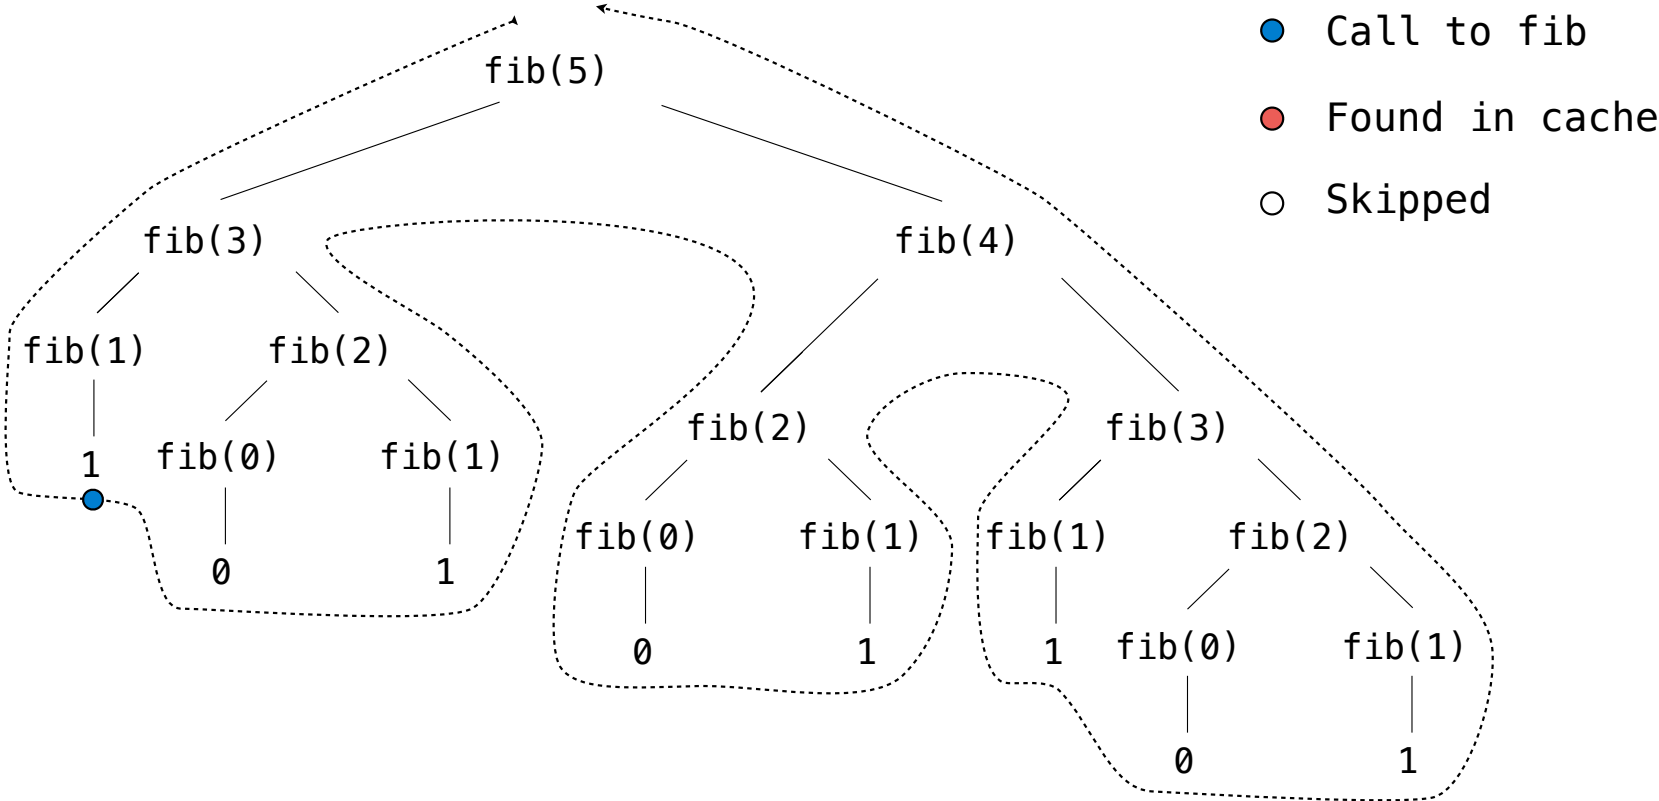 Call to fib
fib(5)
Found in cache
Skipped
fib(3)
fib(4)
fib(1)
fib(2)
fib(2)
fib(3)
1
fib(0)
fib(1)
fib(0)
fib(1)
fib(1)
fib(2)
0
1
0
1
1
fib(0)
fib(1)
0
1